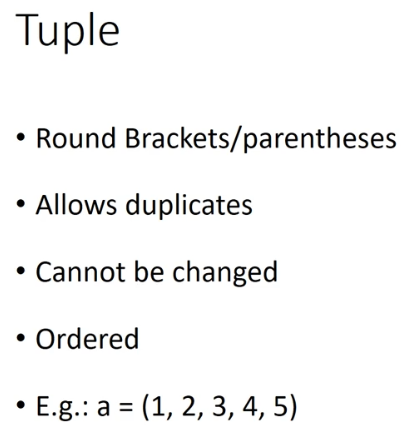 Tuple
• Round Brackets/parentheses
• Allows duplicates
• Cannot be changed
• Ordered
• E.g.: a = (1, 2, 3, 4, 5)